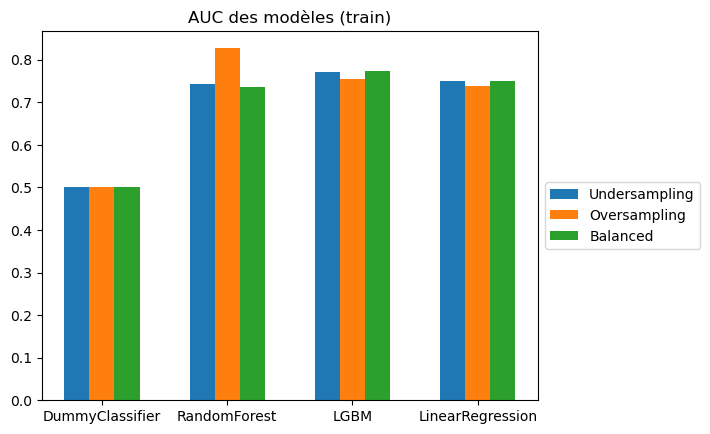 AUC des modèles (train)
0.8
0.7
0.6
0.5
0.4
0.3
0.2
0.1
0.0
DummyClassifier
RandomForest
LGBM
LinearRegression
Undersampling
Oversampling
Balanced